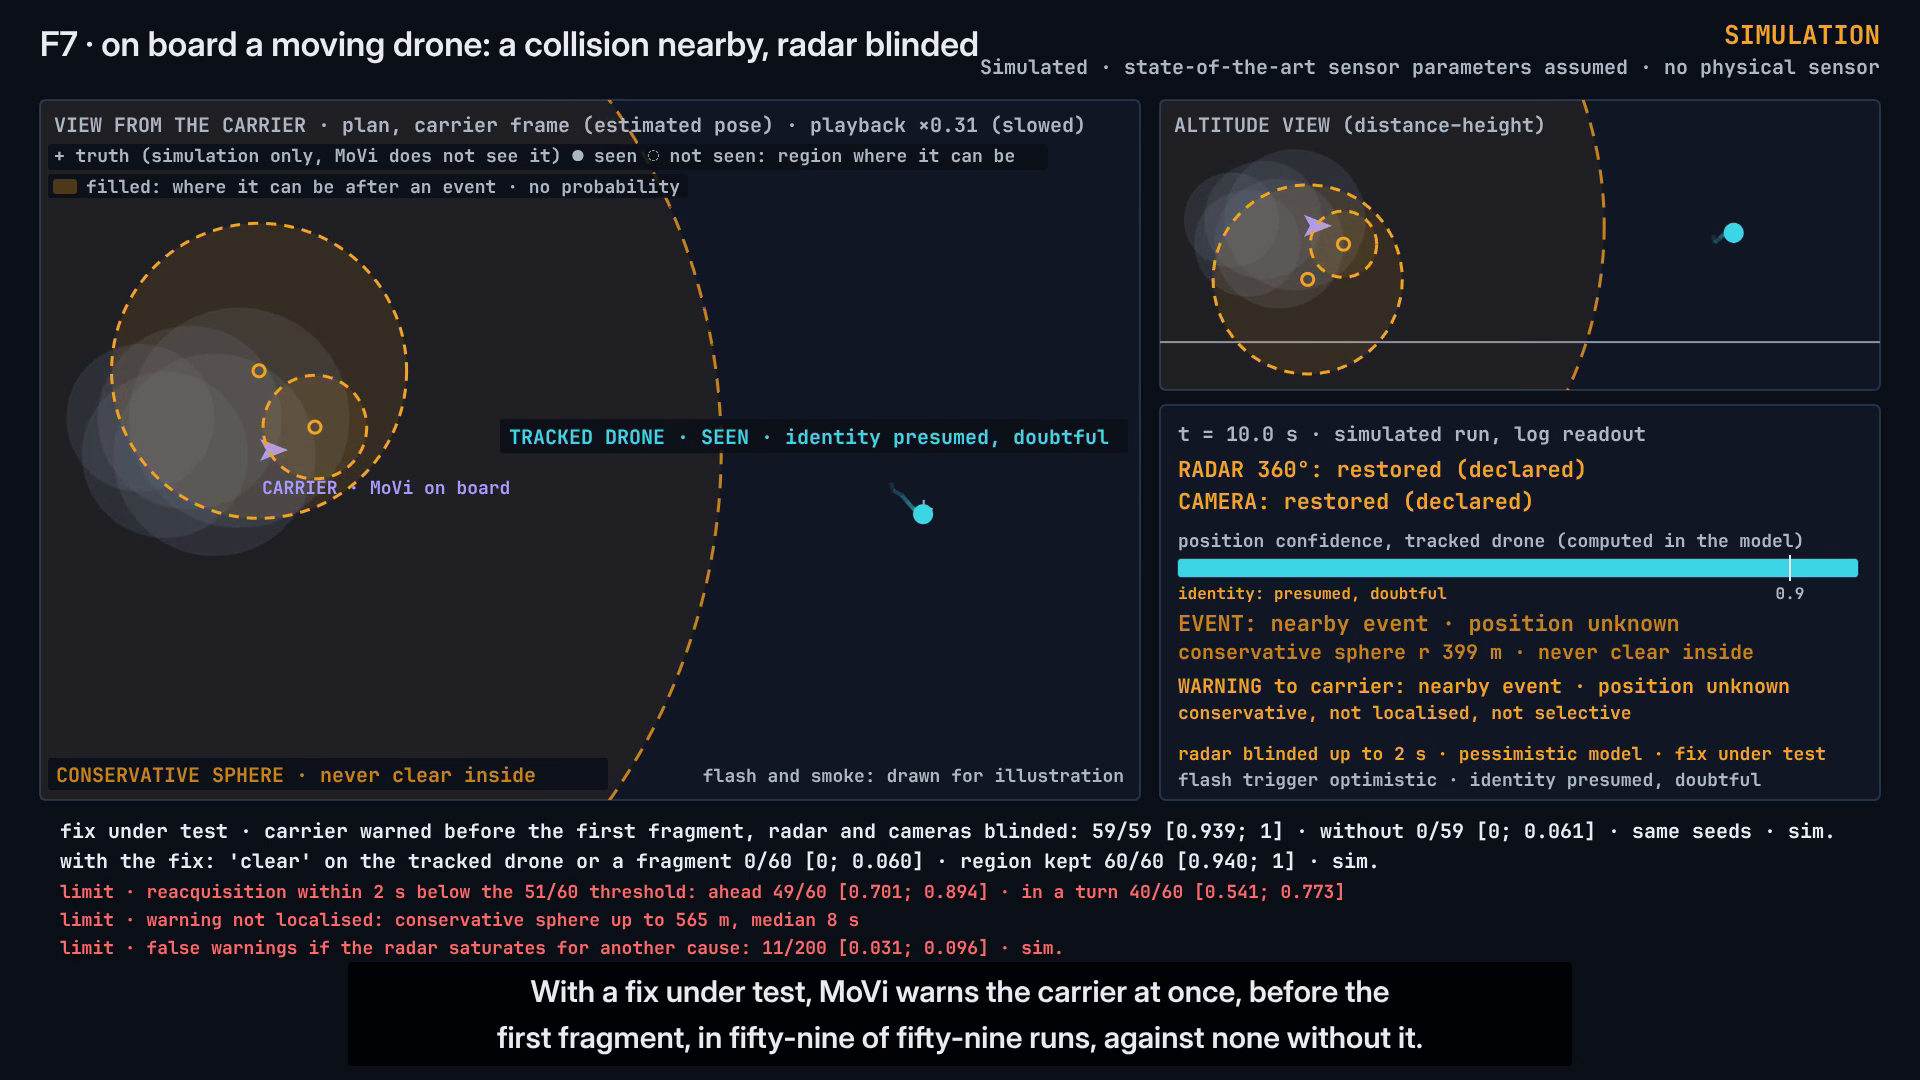 F7 · on board a moving drone: a collision nearby, radar blinded
SIMULATION
Simulated · state-of-the-art sensor parameters assumed · no physical sensor
VIEW FROM THE CARRIER · plan, carrier frame (estimated pose) · playback ×0.31 (slowed)
+ truth (simulation only, MoVi does not see it) ● seen ◌ not seen: region where it can be
filled: where it can be after an event · no probability
TRACKED DRONE · SEEN · identity presumed, doubtful
CARRIER · MoVi on board
CONSERVATIVE SPHERE · never clear inside
flash and smoke: drawn for illustration
ALTITUDE VIEW (distance-height)
t = 10.0 s · simulated run, log readout
RADAR 360°: restored (declared)
CAMERA: restored (declared)
position confidence, tracked drone (computed in the model)
identity: presumed, doubtful
0.9
EVENT: nearby event · position unknown
conservative sphere r 399 m · never clear inside
WARNING to carrier: nearby event · position unknown
conservative, not localised, not selective
radar blinded up to 2 s · pessimistic model · fix under test
flash trigger optimistic · identity presumed, doubtful
fix under test · carrier warned before the first fragment, radar and cameras blinded: 59/59 [0.939; 1] · without 0/59 [0; 0.061] · same seeds · sim.
with the fix: 'clear' on the tracked drone or a fragment 0/60 [0; 0.060] · region kept 60/60 [0.940; 1] · sim.
limit · reacquisition within 2 s below the 51/60 threshold: ahead 49/60 [0.701; 0.894] · in a turn 40/60 [0.541; 0.773]
limit · warning not localised: conservative sphere up to 565 m, median 8 s
limit · false warnings if the radar saturates for another cause: 11/200 [0.031; 0.096] · sim.
With a fix under test, MoVi warns the carrier at once, before the
first fragment, in fifty-nine of fifty-nine runs, against none without it.